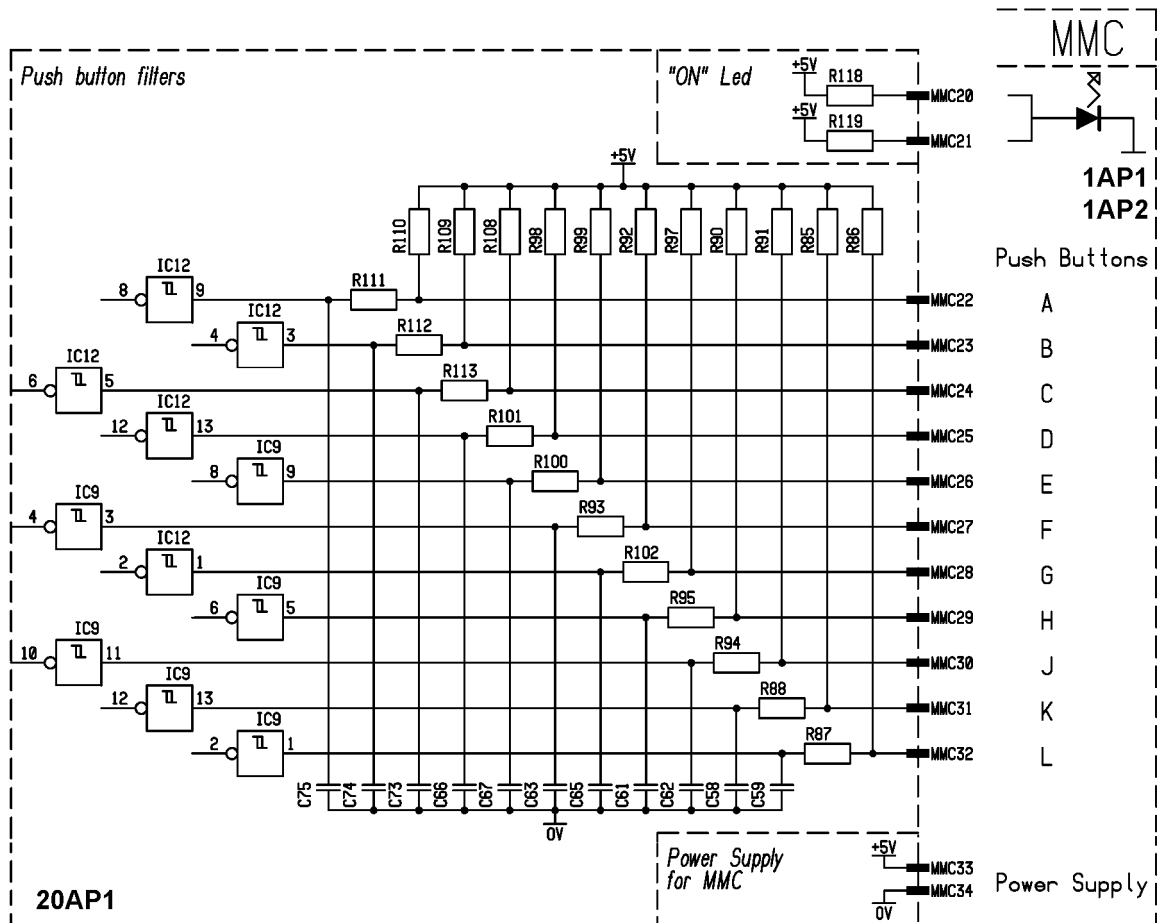 MMC
Push button filters
"ON" Led
+5V
R118
MMC20
+5V
R119
MMC21
1AP1
1AP2
+5V
R110
R109
R108
R98
R99
R92
R97
R90
R91
R85
R86
Push Buttons
IC12
8
9
R111
MMC22
A
IC12
4
3
R112
MMC23
B
IC12
6
5
R113
MMC24
C
IC12
12
13
R101
MMC25
D
IC9
8
9
R100
MMC26
E
IC9
4
3
R93
MMC27
F
IC12
2
1
R102
MMC28
G
IC9
6
5
R95
MMC29
H
IC9
10
11
R94
MMC30
J
IC9
12
13
R88
MMC31
K
IC9
2
1
R87
MMC32
L
C75
C74
C73
C66
C67
C63
C65
C61
C62
C58
C59
0V
Power Supply
for MMC
+5V
MMC33
MMC34
0V
Power Supply
20AP1